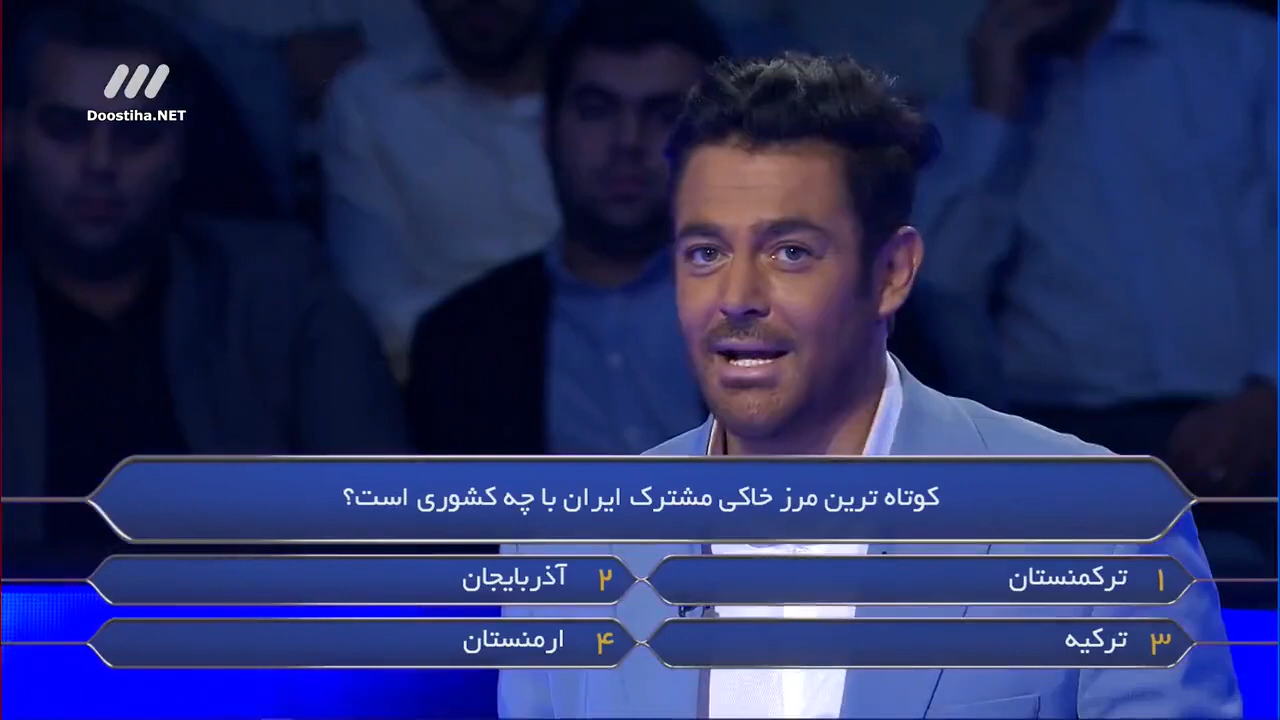 Doostiha.NET
کوتاه ترین مرز خاکی مشترک ایران با چه کشوری است؟
۱ ترکمنستان
۲ آذربایجان
۳ ترکیه
۴ ارمنستان